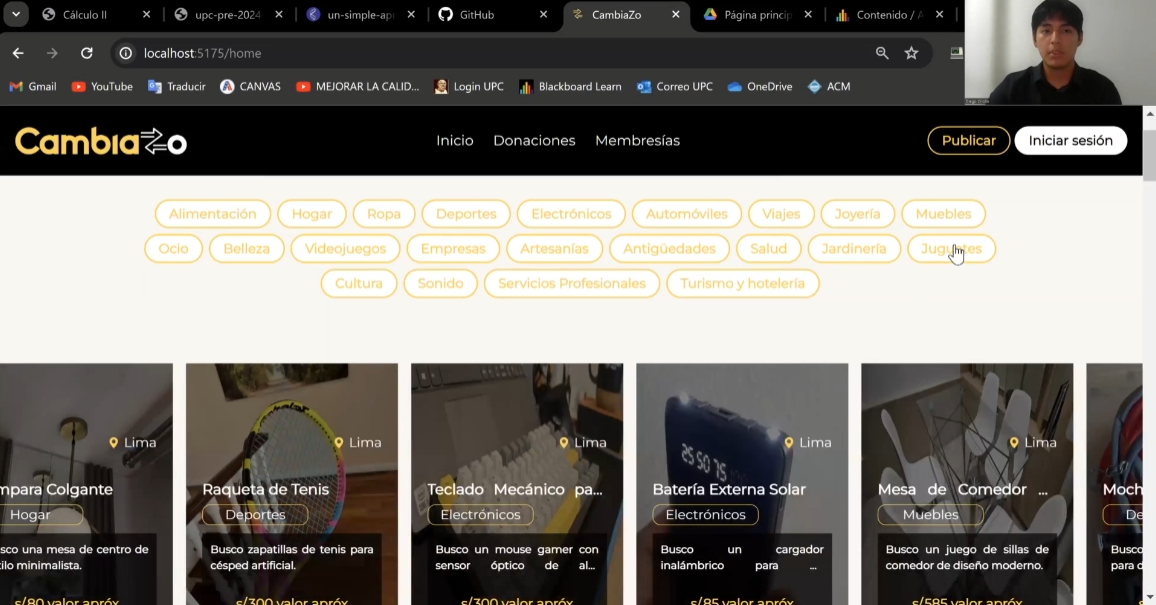 Cálculo II
upc-pre-2024
un-simple-apr
GitHub
CambiaZo
Página princip
Contenido / A
localhost:5175/home
Gmail
YouTube
Traducir
CANVAS
MEJORAR LA CALID...
Login UPC
Blackboard Learn
Correo UPC
OneDrive
ACM
CambiaZo
Inicio
Donaciones
Membresías
Publicar
Iniciar sesión
Alimentación
Hogar
Ropa
Deportes
Electrónicos
Automóviles
Viajes
Joyería
Muebles
Ocio
Belleza
Videojuegos
Empresas
Artesanías
Antigüedades
Salud
Jardinería
Juguetes
Cultura
Sonido
Servicios Profesionales
Turismo y hotelería
Lima
mpara Colgante
Hogar
sco una mesa de centro de
ilo minimalista.
s/80 valor apróx
Lima
Raqueta de Tenis
Deportes
Busco zapatillas de tenis para
césped artificial.
s/300 valor apróx
Lima
Teclado Mecánico pa...
Electrónicos
Busco un mouse gamer con
sensor óptico de al...
s/300 valor apróx
25 50 75
Lima
Batería Externa Solar
Electrónicos
Busco un cargador
inalámbrico para ...
s/85 valor apróx
Lima
Mesa de Comedor ...
Muebles
Busco un juego de sillas de
comedor de diseño moderno.
s/585 valor apróx
Moch
De
Busco
para d